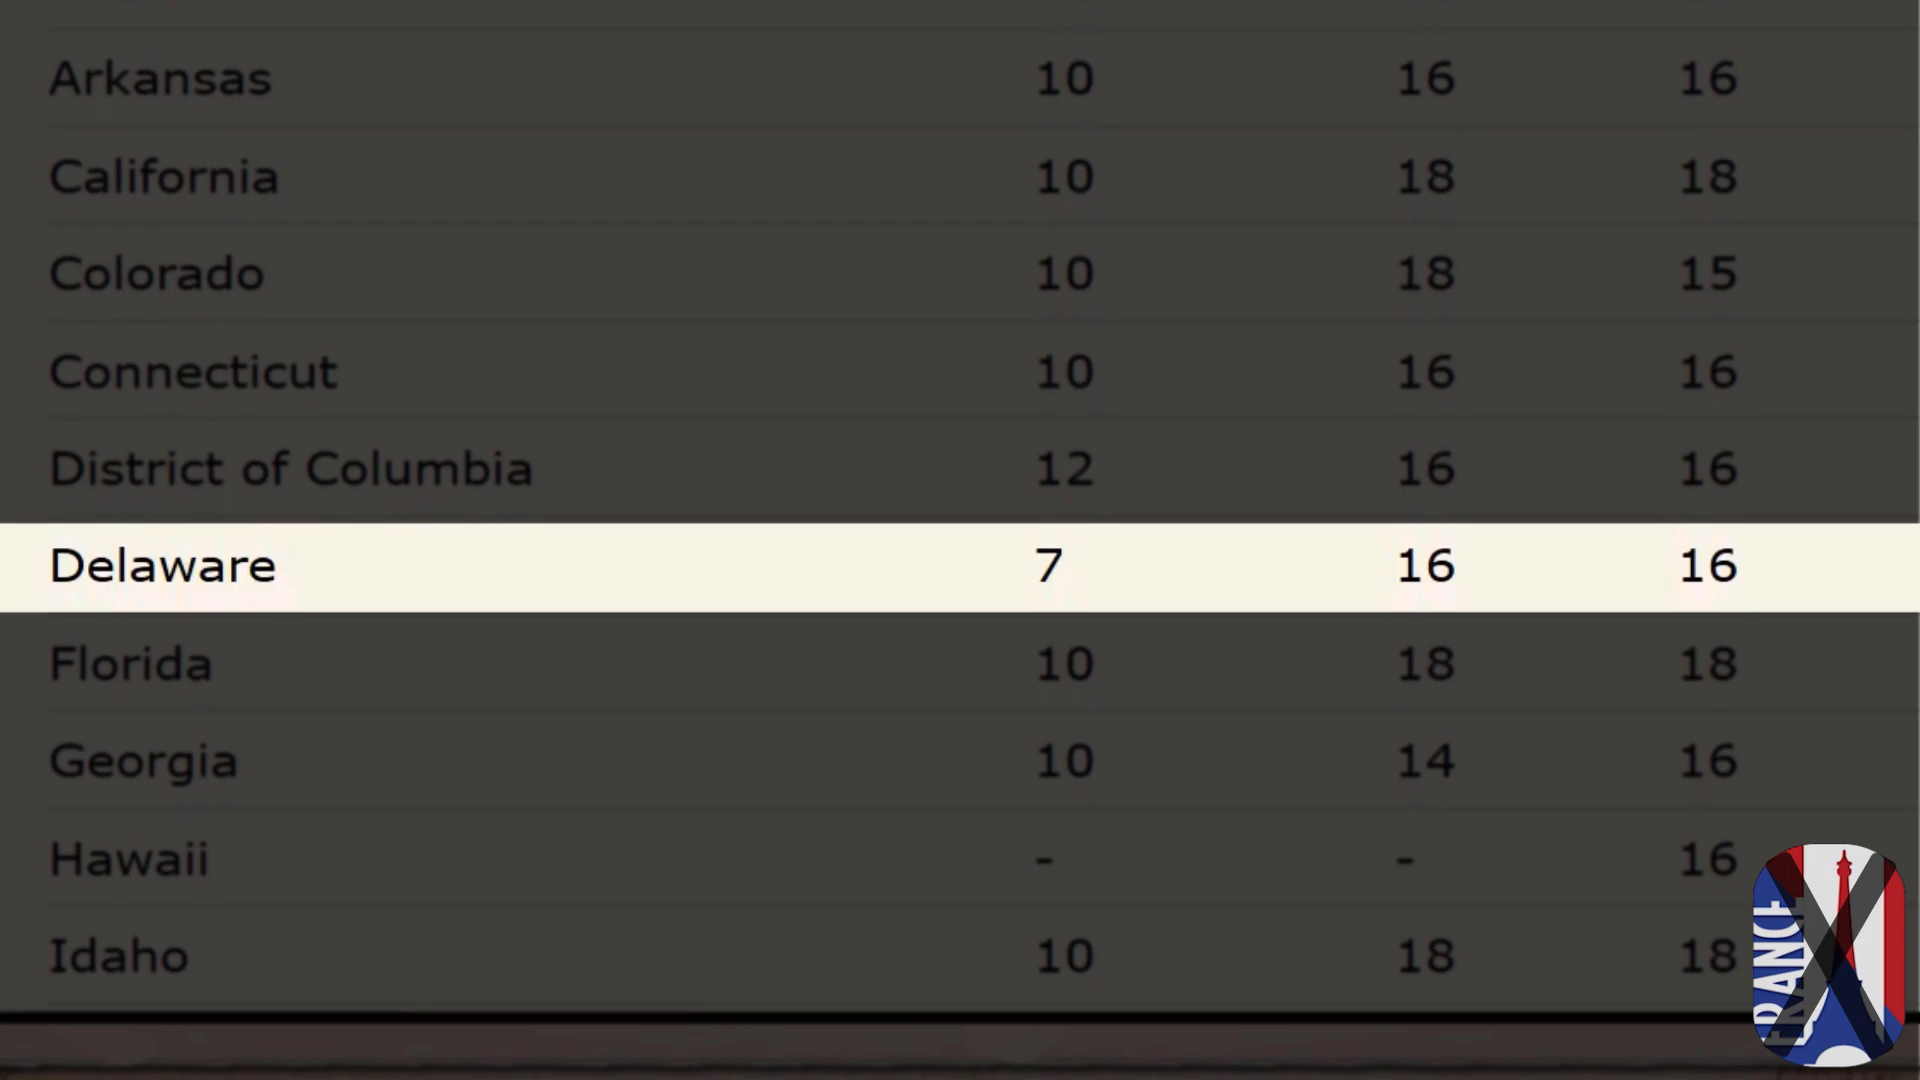 Arkansas 10 16 16
California 10 18 18
Colorado 10 18 15
Connecticut 10 16 16
District of Columbia 12 16 16
Delaware 7 16 16
Florida 10 18 18
Georgia 10 14 16
Hawaii - - 16
Idaho 10 18 18
FRANCE